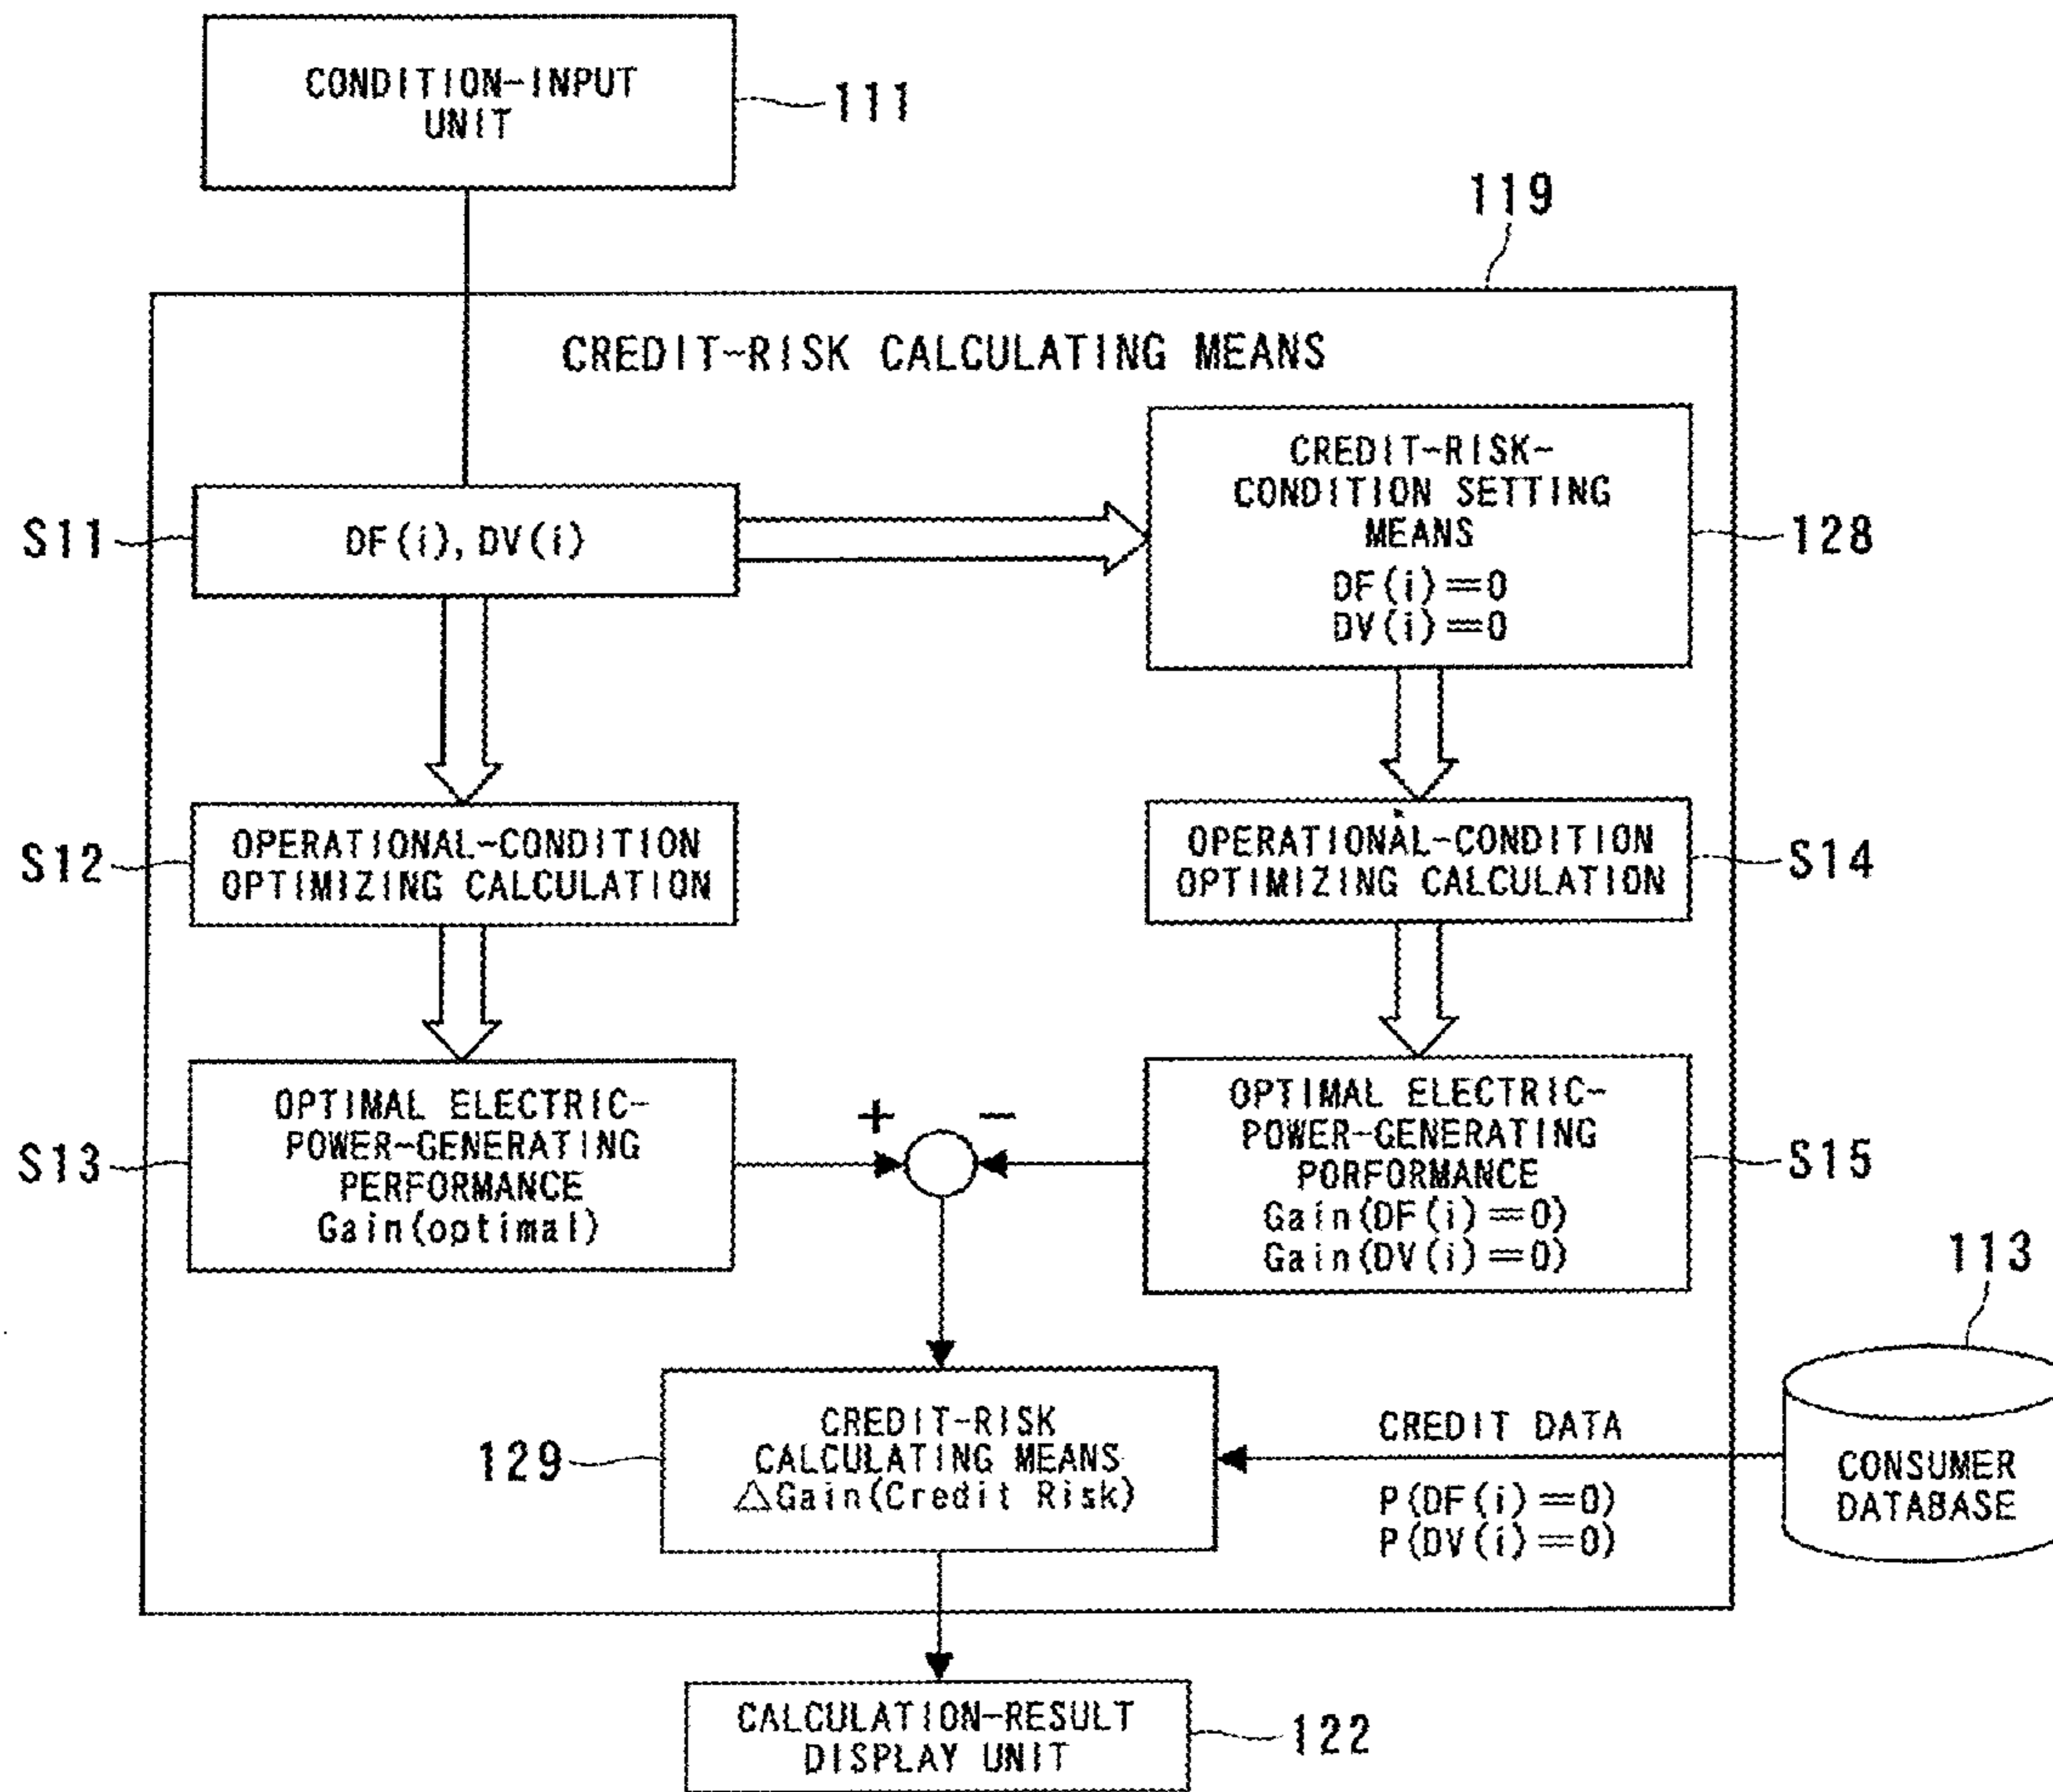 CONDITION-INPUT
UNIT
111
119
CREDIT-RISK CALCULATING MEANS
S11
DF(i), DV(i)
CREDIT-RISK-
CONDITION SETTING
MEANS
DF(i)=0
DV(i)=0
128
S12
OPERATIONAL-CONDITION
OPTIMIZING CALCULATION
OPERATIONAL-CONDITION
OPTIMIZING CALCULATION
S14
S13
OPTIMAL ELECTRIC-
POWER-GENERATING
PERFORMANCE
Gain(optimal)
+
−
OPTIMAL ELECTRIC-
POWER-GENERATING
PORFORMANCE
Gain(DF(i)=0)
Gain(DV(i)=0)
S15
113
129
CREDIT-RISK
CALCULATING MEANS
△Gain(Credit Risk)
CREDIT DATA
P(DF(i)=0)
P(DV(i)=0)
CONSUMER
DATABASE
CALCULATION-RESULT
DISPLAY UNIT
122